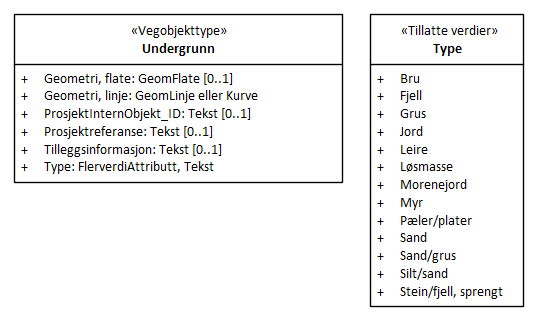 «Vegobjekttype»
Undergrunn
+ Geometri, flate: GeomFlate [0..1]
+ Geometri, linje: GeomLinje eller Kurve
+ ProsjektInternObjekt_ID: Tekst [0..1]
+ Prosjektreferanse: Tekst [0..1]
+ Tilleggsinformasjon: Tekst [0..1]
+ Type: FlerverdiAttributt, Tekst
«Tillatte verdier»
Type
+ Bru
+ Fjell
+ Grus
+ Jord
+ Leire
+ Løsmasse
+ Morenejord
+ Myr
+ Pæler/plater
+ Sand
+ Sand/grus
+ Silt/sand
+ Stein/fjell, sprengt